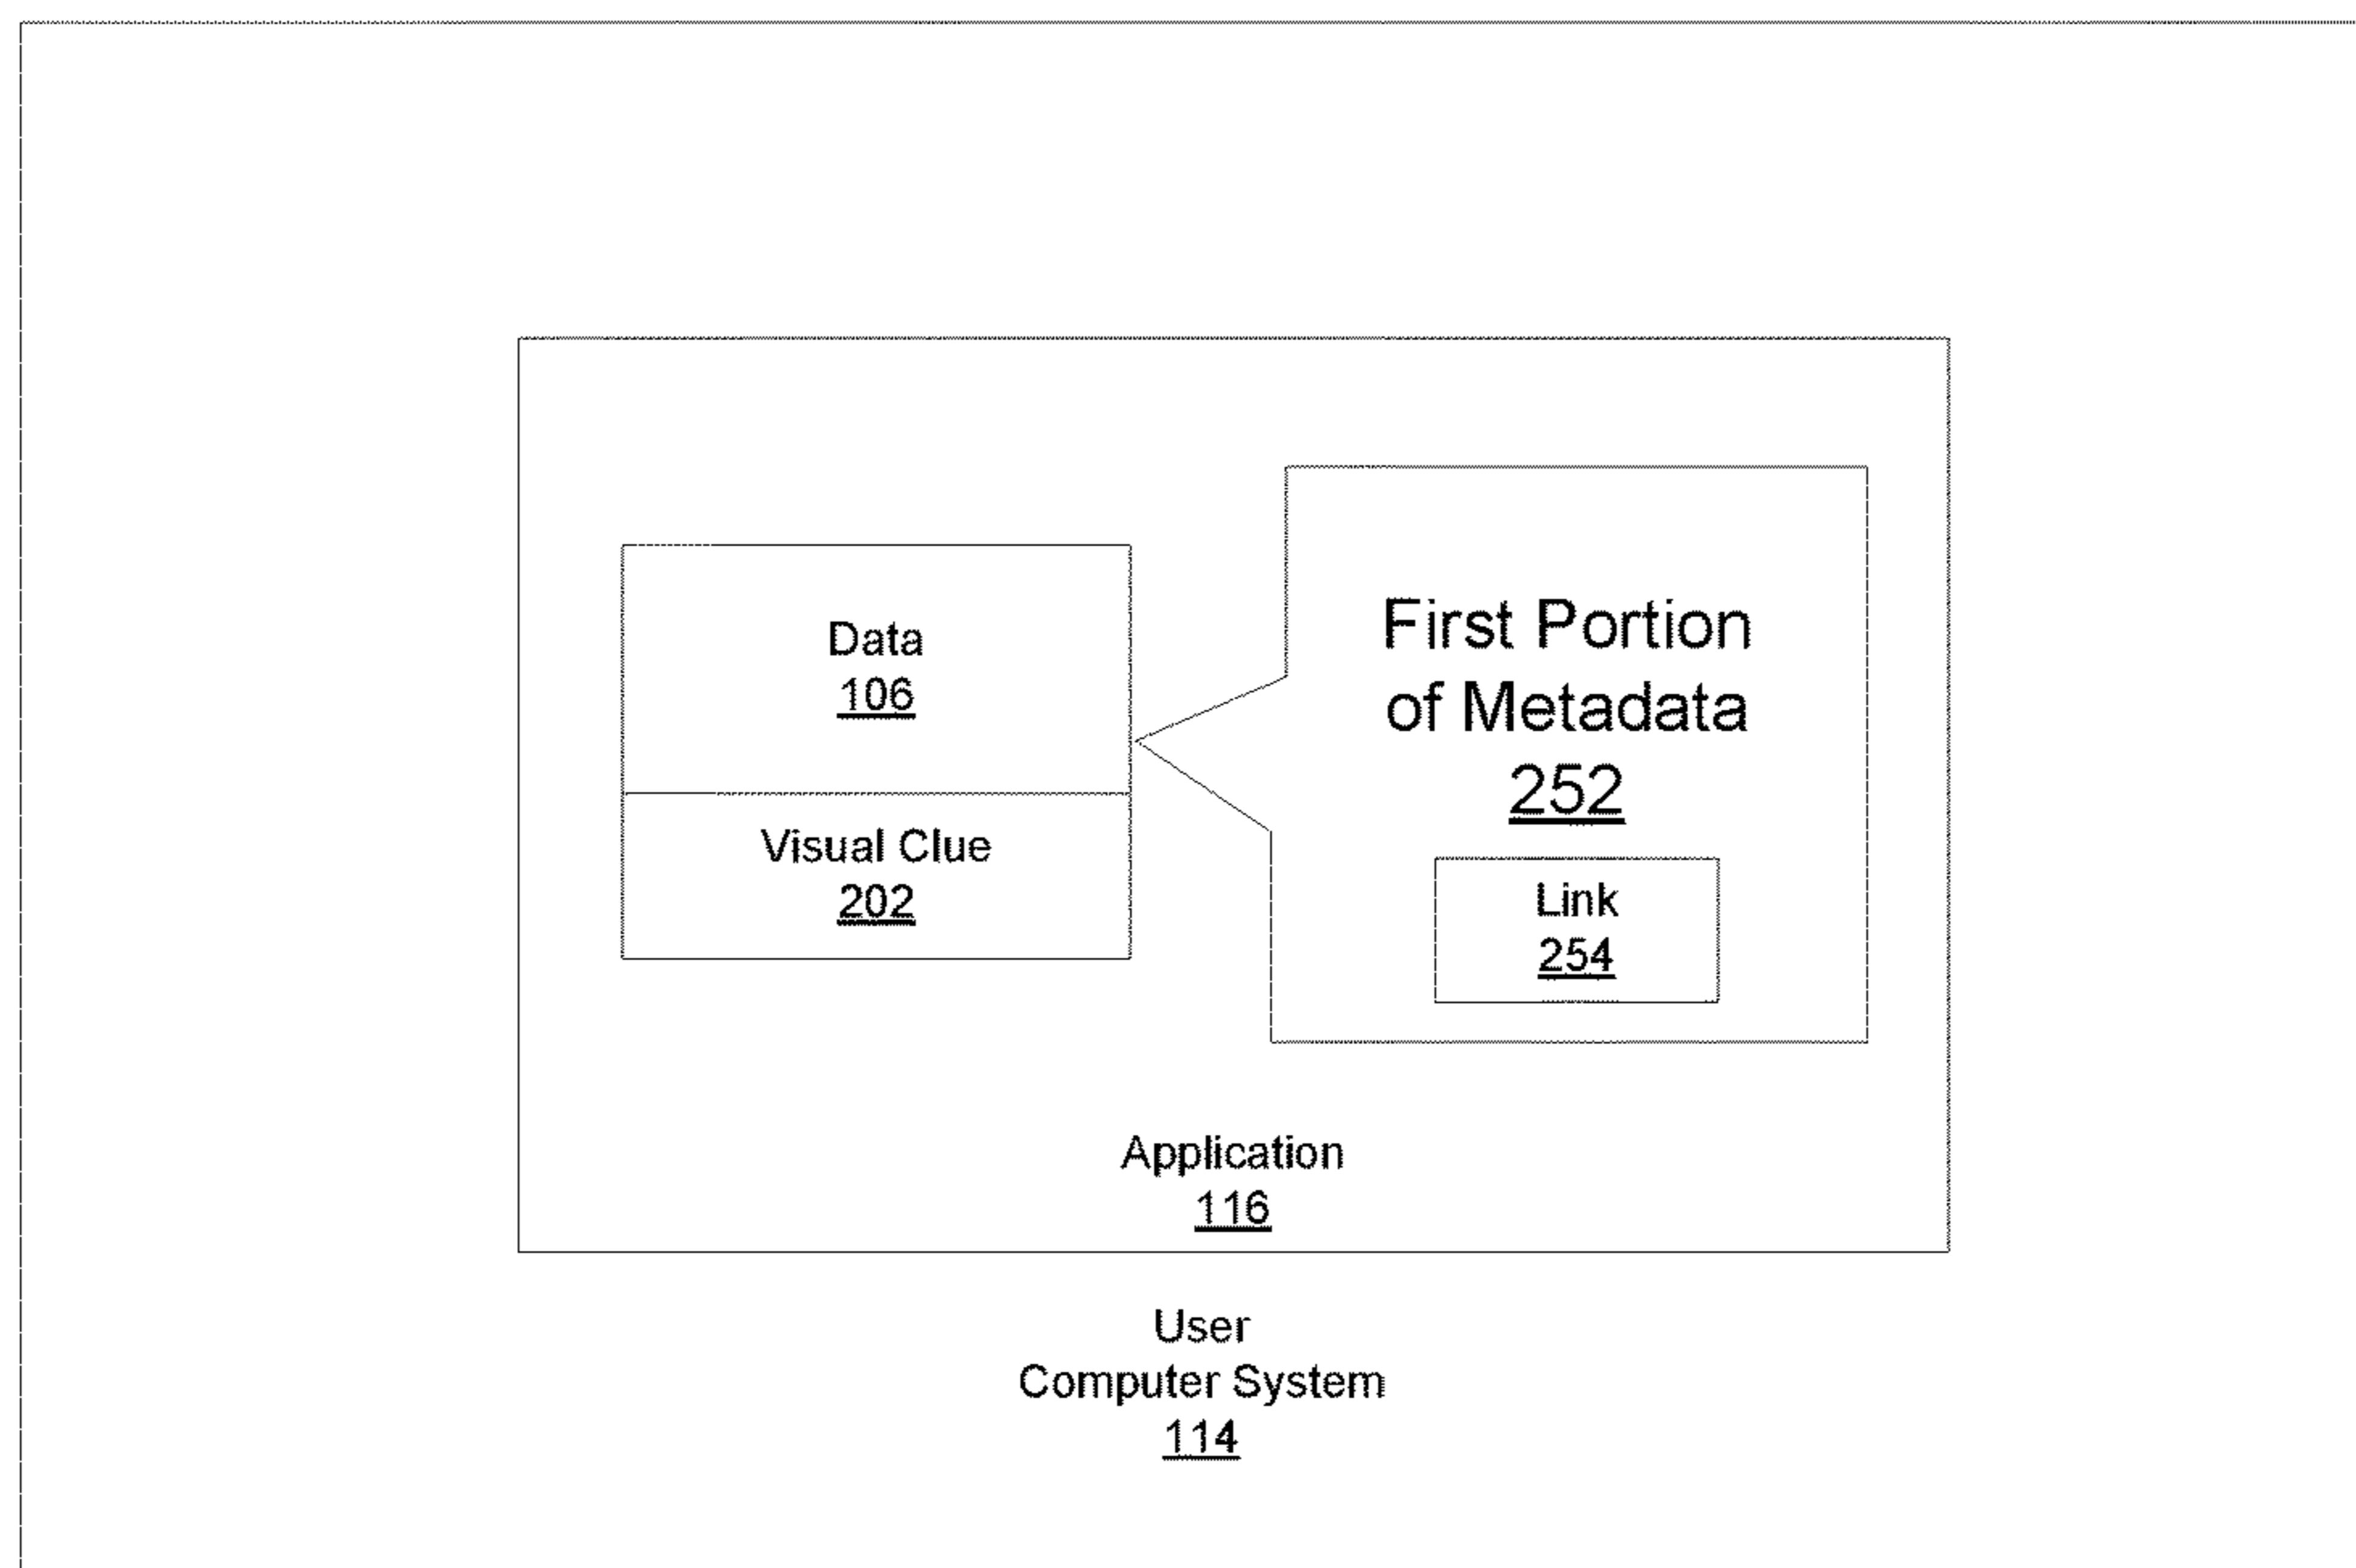 Data
106
Visual Clue
202
First Portion
of Metadata
252
Link
254
Application
116
User
Computer System
114